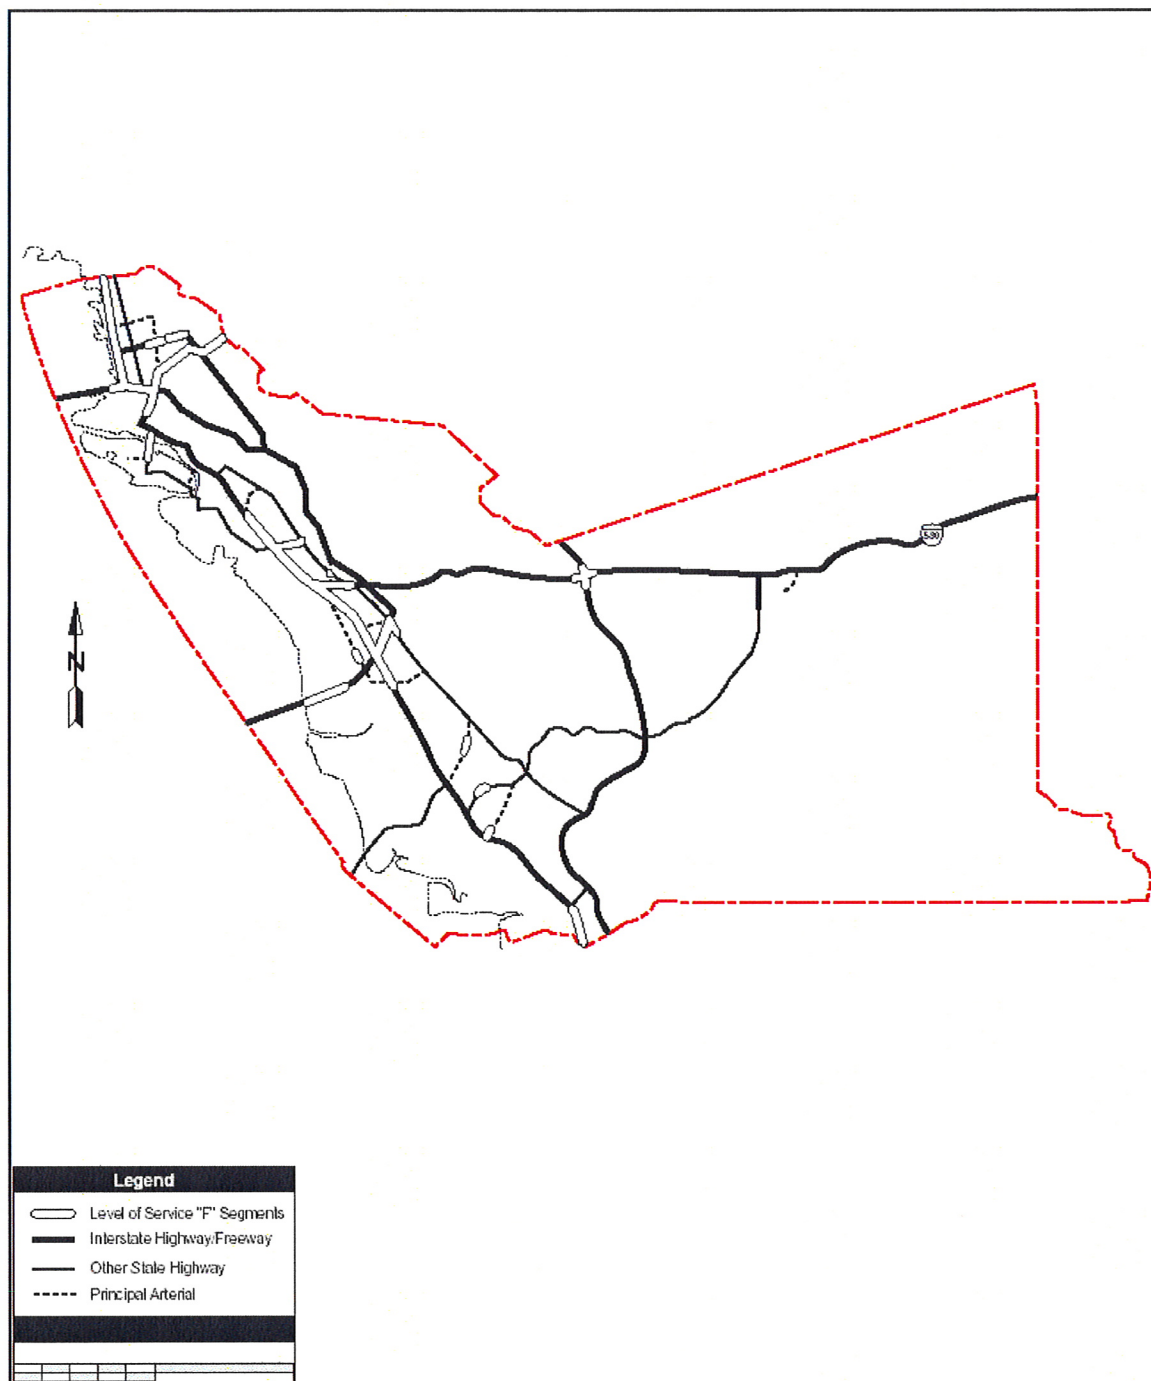 580
N
Legend
Level of Service "F" Segments
Interstate Highway/Freeway
Other State Highway
Principal Arterial